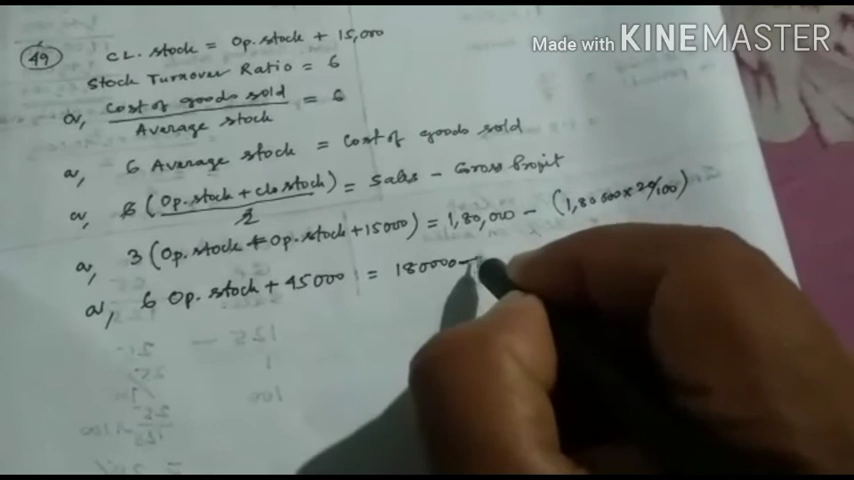 Made with KINEMASTER
49 CL. stock = Op. stock + 15,000
Stock Turnover Ratio = 6
or, Cost of goods sold / Average stock = 6
or, 6 Average stock = Cost of goods sold
or, 6 (Op. stock + clo stock / 2) = Sales - Gross Profit
or, 3 (Op. stock + Op. stock + 15000) = 1,80,000 - (1,80,000 x 20/100)
or, 6 Op. stock + 45000 = 180000 -